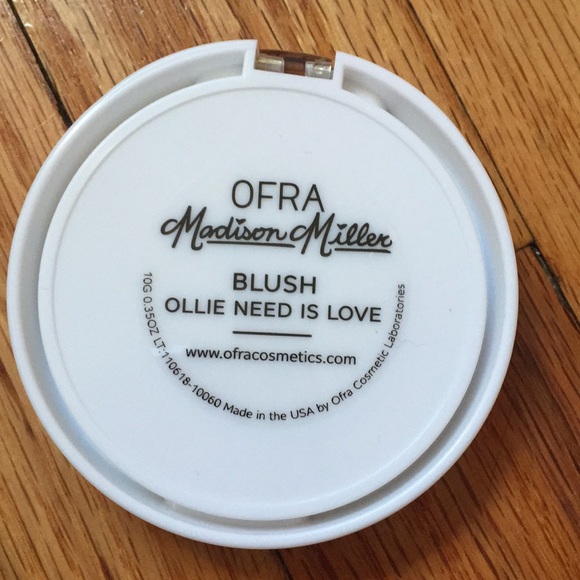 OFRA
Madison Miller
BLUSH
OLLIE NEED IS LOVE
www.ofracosmetics.com
10G 0.35OZ LT:110618-10060 Made in the USA by Ofra Cosmetic Laboratories